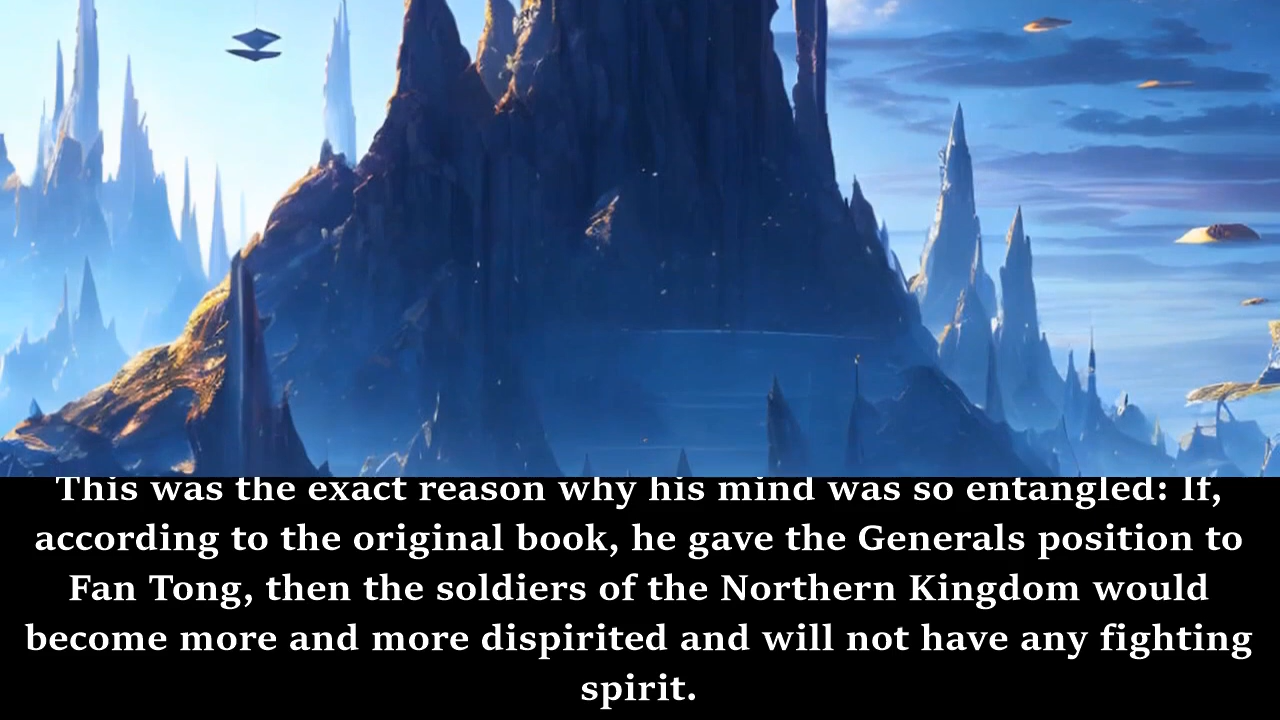 This was the exact reason why his mind was so entangled: If,
according to the original book, he gave the Generals position to
Fan Tong, then the soldiers of the Northern Kingdom would
become more and more dispirited and will not have any fighting
spirit.